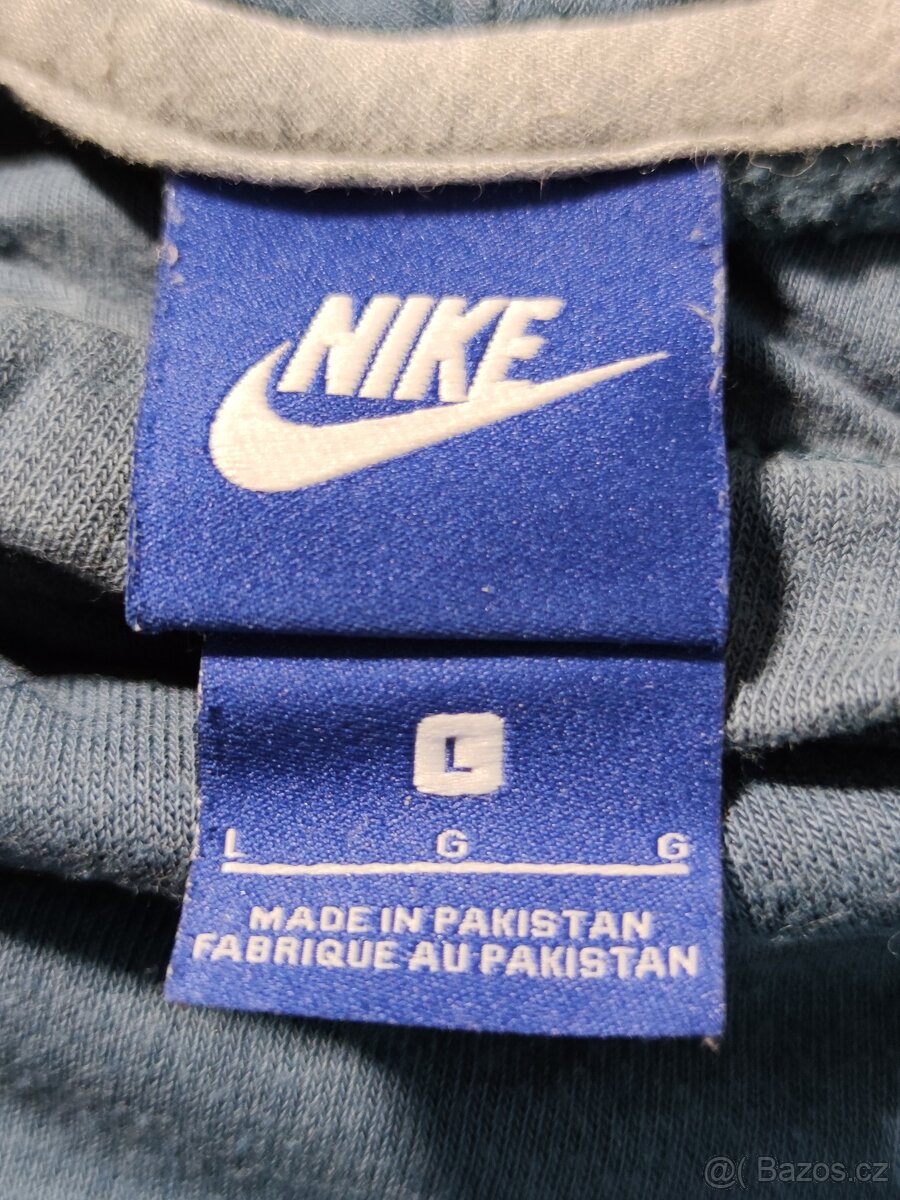 NIKE
L
L G G
MADE IN PAKISTAN
FABRIQUE AU PAKISTAN
@( Bazos.cz